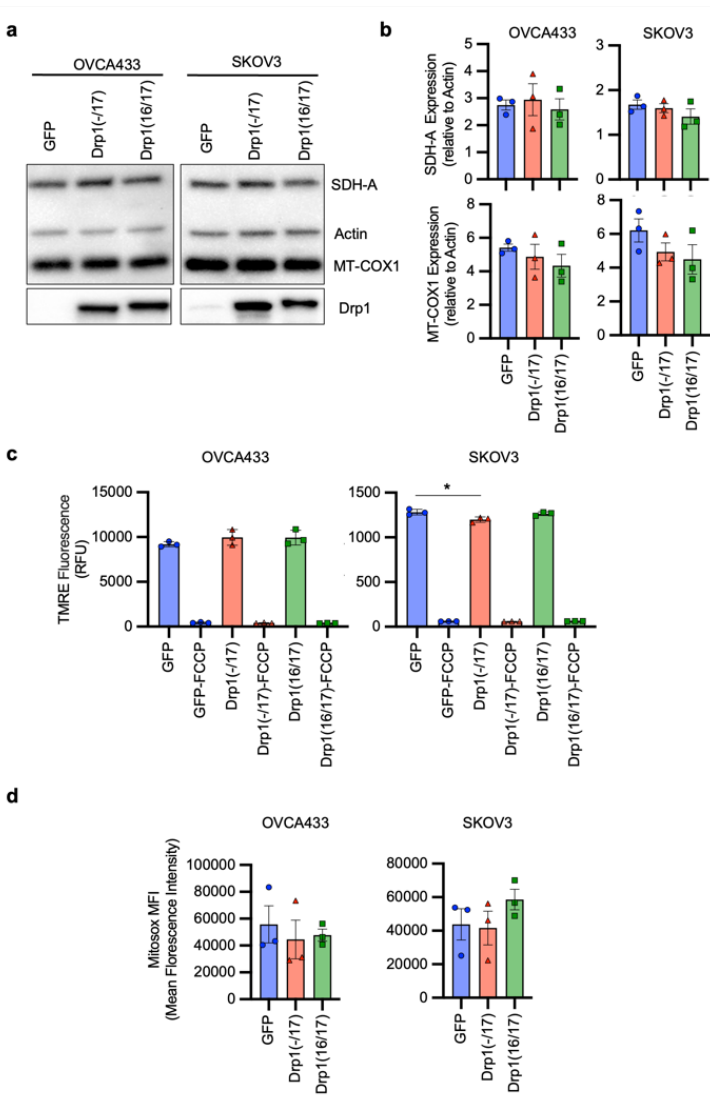 a
OVCA433
SKOV3
GFP
Drp1(-/17)
Drp1(16/17)
GFP
Drp1(-/17)
Drp1(16/17)
SDH-A
Actin
MT-COX1
Drp1
b
OVCA433
SKOV3
SDH-A Expression
(relative to Actin)
5
4
3
2
1
0
3
2
1
0
MT-COX1 Expression
(relative to Actin)
8
6
4
2
0
8
6
4
2
0
GFP
Drp1(-/17)
Drp1(16/17)
GFP
Drp1(-/17)
Drp1(16/17)
c
OVCA433
SKOV3
TMRE Fluorescence
(RFU)
15000
10000
5000
0
1500
1000
500
0
*
GFP
GFP-FCCP
Drp1(-/17)
Drp1(-/17)-FCCP
Drp1(16/17)
Drp1(16/17)-FCCP
GFP
GFP-FCCP
Drp1(-/17)
Drp1(-/17)-FCCP
Drp1(16/17)
Drp1(16/17)-FCCP
d
OVCA433
SKOV3
Mitosox MFI
(Mean Florescence Intensity)
100000
80000
60000
40000
20000
0
80000
60000
40000
20000
0
GFP
Drp1(-/17)
Drp1(16/17)
GFP
Drp1(-/17)
Drp1(16/17)